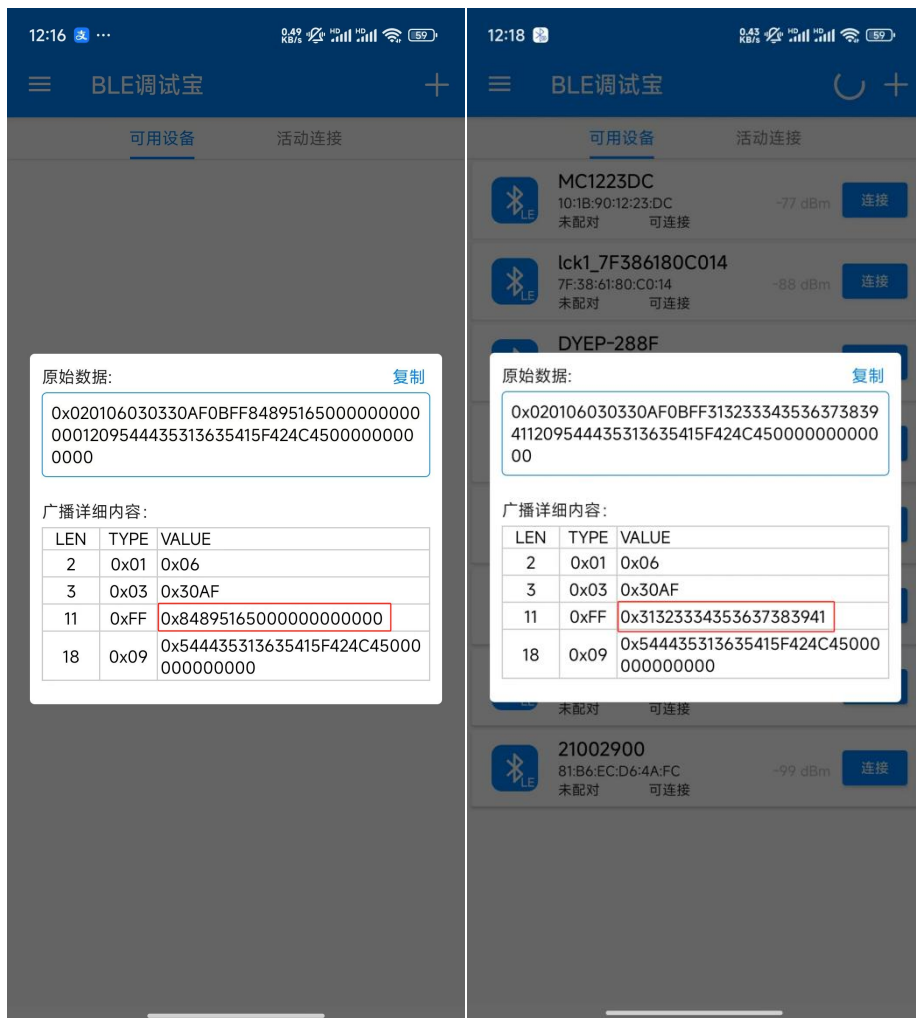 12:16
0.49 KB/s
HD
HD
59
BLE调试宝
可用设备
活动连接
原始数据:
复制
0x020106030330AF0BFF84895165000000000
000120954443531363541 5F424C4500000000
0000
广播详细内容:
LEN TYPE VALUE
2 0x01 0x06
3 0x03 0x30AF
11 0xFF 0x84895165000000000000
18 0x09 0x544435313635415F424C45000
000000000
12:18
0.43 KB/s
HD
HD
59
BLE调试宝
可用设备
活动连接
MC1223DC
10:1B:90:12:23:DC
-77 dBm
连接
未配对 可连接
lck1_7F386180C014
7F:38:61:80:C0:14
-88 dBm
连接
未配对 可连接
DYEP-288F
原始数据:
复制
0x020106030330AF0BFF313233343536373839
411209544435313635415F424C450000000000
00
广播详细内容:
LEN TYPE VALUE
2 0x01 0x06
3 0x03 0x30AF
11 0xFF 0x31323334353637383941
18 0x09 0x544435313635415F424C45000
000000000
未配对 可连接
21002900
81:B6:EC:D6:4A:FC
-99 dBm
连接
未配对 可连接